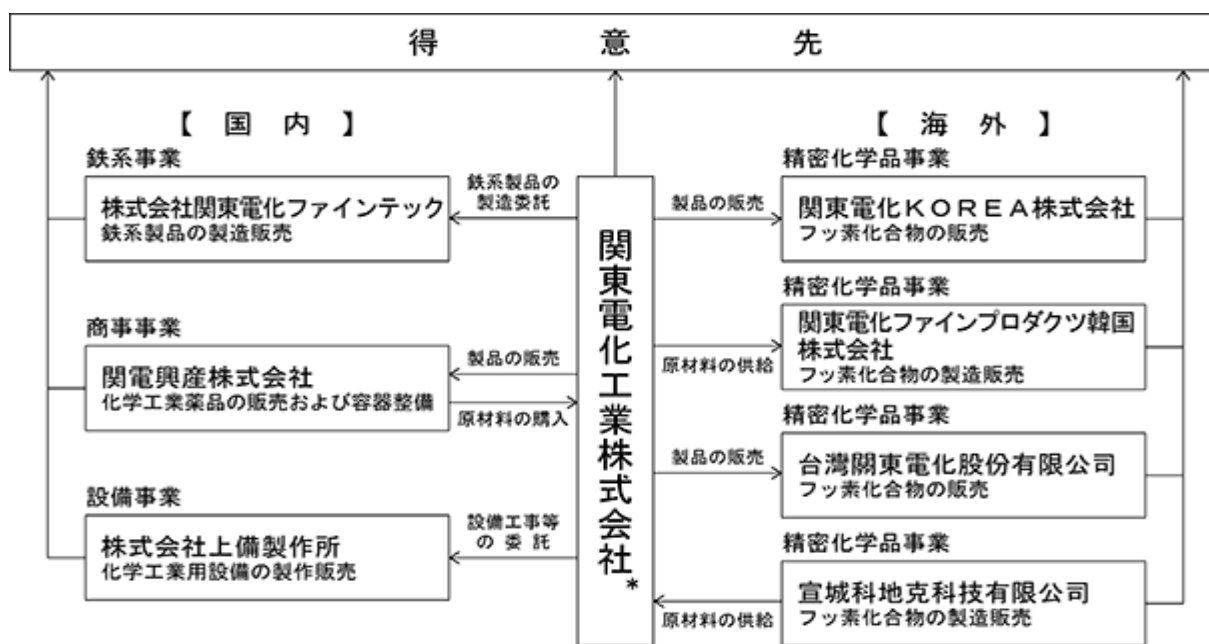 得意先
【国内】
鉄系事業
株式会社関東電化ファインテック
鉄系製品の製造販売
鉄系製品の
製造委託
商事事業
関電興産株式会社
化学工業薬品の販売および容器整備
製品の販売
原材料の購入
設備事業
株式会社上備製作所
化学工業用設備の製作販売
設備工事等
の委託
関東電化工業株式会社*
【海外】
精密化学品事業
製品の販売
関東電化KOREA株式会社
フッ素化合物の販売
精密化学品事業
原材料の供給
関東電化ファインプロダクツ韓国
株式会社
フッ素化合物の製造販売
精密化学品事業
製品の販売
台灣關東電化股份有限公司
フッ素化合物の販売
精密化学品事業
原材料の供給
宣城科地克科技有限公司
フッ素化合物の製造販売